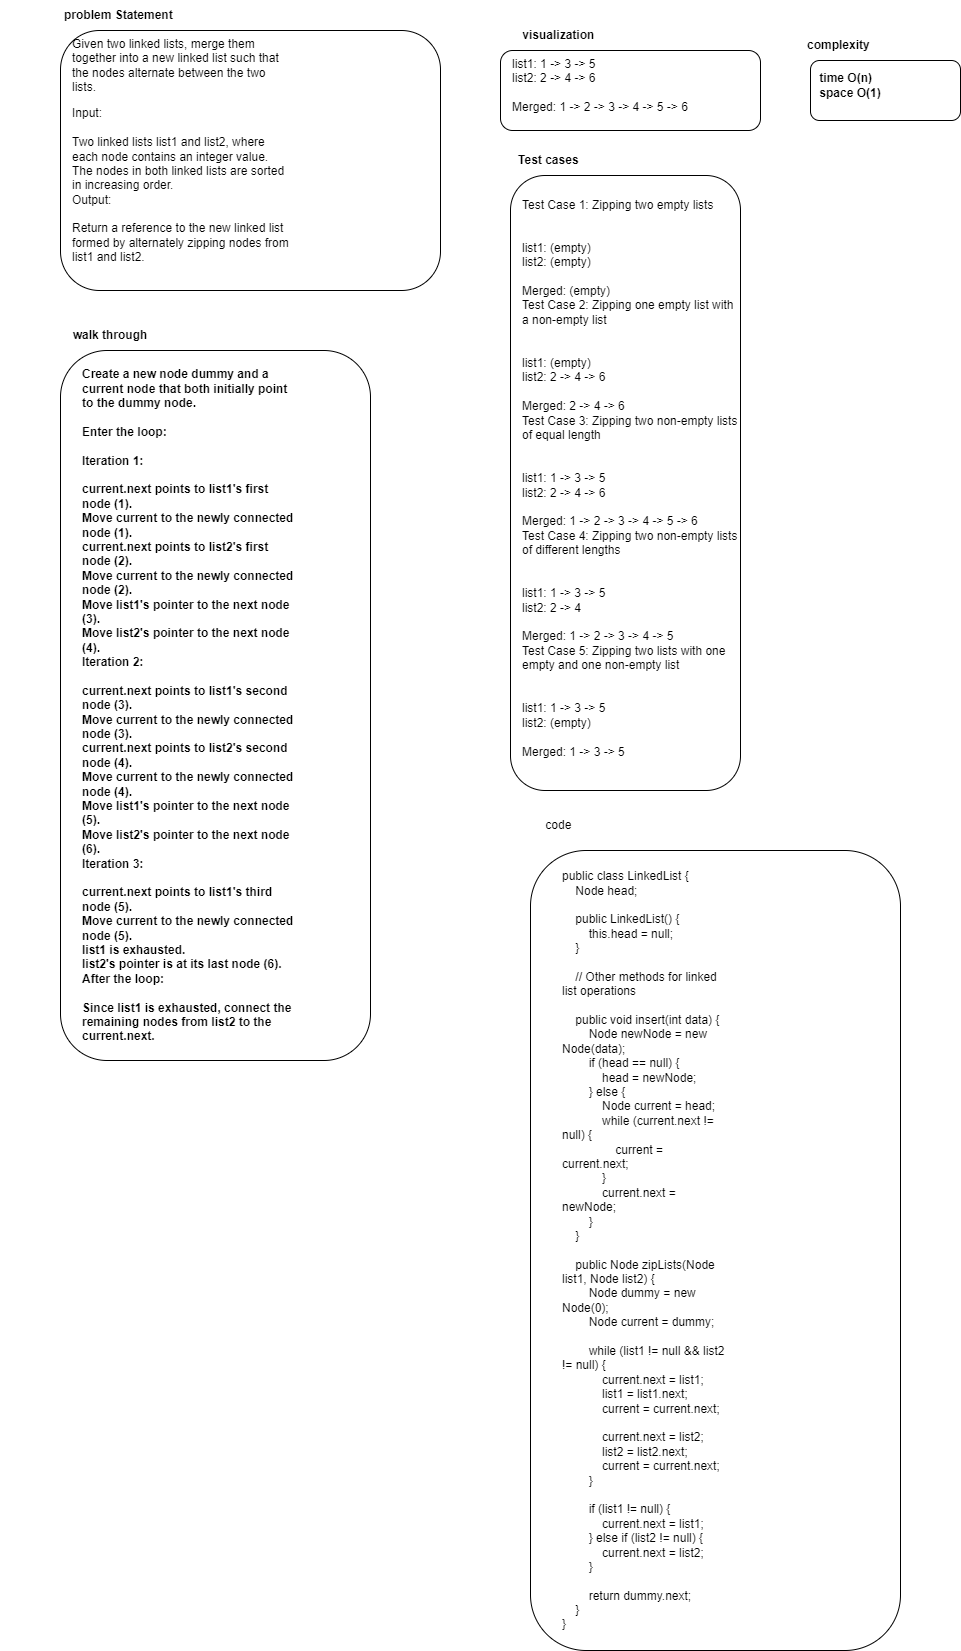 problem Statement
Given two linked lists, merge them
together into a new linked list such that
the nodes alternate between the two
lists.
Input:
Two linked lists list1 and list2, where
each node contains an integer value.
The nodes in both linked lists are sorted
in increasing order.
Output:
Return a reference to the new linked list
formed by alternately zipping nodes from
list1 and list2.
visualization
list1: 1 -> 3 -> 5
list2: 2 -> 4 -> 6
Merged: 1 -> 2 -> 3 -> 4 -> 5 -> 6
complexity
time O(n)
space O(1)
walk through
Create a new node dummy and a
current node that both initially point
to the dummy node.
Enter the loop:
Iteration 1:
current.next points to list1's first
node (1).
Move current to the newly connected
node (1).
current.next points to list2's first
node (2).
Move current to the newly connected
node (2).
Move list1's pointer to the next node
(3).
Move list2's pointer to the next node
(4).
Iteration 2:
current.next points to list1's second
node (3).
Move current to the newly connected
node (3).
current.next points to list2's second
node (4).
Move current to the newly connected
node (4).
Move list1's pointer to the next node
(5).
Move list2's pointer to the next node
(6).
Iteration 3:
current.next points to list1's third
node (5).
Move current to the newly connected
node (5).
list1 is exhausted.
list2's pointer is at its last node (6).
After the loop:
Since list1 is exhausted, connect the
remaining nodes from list2 to the
current.next.
Test cases
Test Case 1: Zipping two empty lists
list1: (empty)
list2: (empty)
Merged: (empty)
Test Case 2: Zipping one empty list with
a non-empty list
list1: (empty)
list2: 2 -> 4 -> 6
Merged: 2 -> 4 -> 6
Test Case 3: Zipping two non-empty lists
of equal length
list1: 1 -> 3 -> 5
list2: 2 -> 4 -> 6
Merged: 1 -> 2 -> 3 -> 4 -> 5 -> 6
Test Case 4: Zipping two non-empty lists
of different lengths
list1: 1 -> 3 -> 5
list2: 2 -> 4
Merged: 1 -> 2 -> 3 -> 4 -> 5
Test Case 5: Zipping two lists with one
empty and one non-empty list
list1: 1 -> 3 -> 5
list2: (empty)
Merged: 1 -> 3 -> 5
code
public class LinkedList {
Node head;
public LinkedList() {
this.head = null;
}
// Other methods for linked
list operations
public void insert(int data) {
Node newNode = new
Node(data);
if (head == null) {
head = newNode;
} else {
Node current = head;
while (current.next !=
null) {
current =
current.next;
}
current.next =
newNode;
}
}
public Node zipLists(Node
list1, Node list2) {
Node dummy = new
Node(0);
Node current = dummy;
while (list1 != null && list2
!= null) {
current.next = list1;
list1 = list1.next;
current = current.next;
current.next = list2;
list2 = list2.next;
current = current.next;
}
if (list1 != null) {
current.next = list1;
} else if (list2 != null) {
current.next = list2;
}
return dummy.next;
}
}